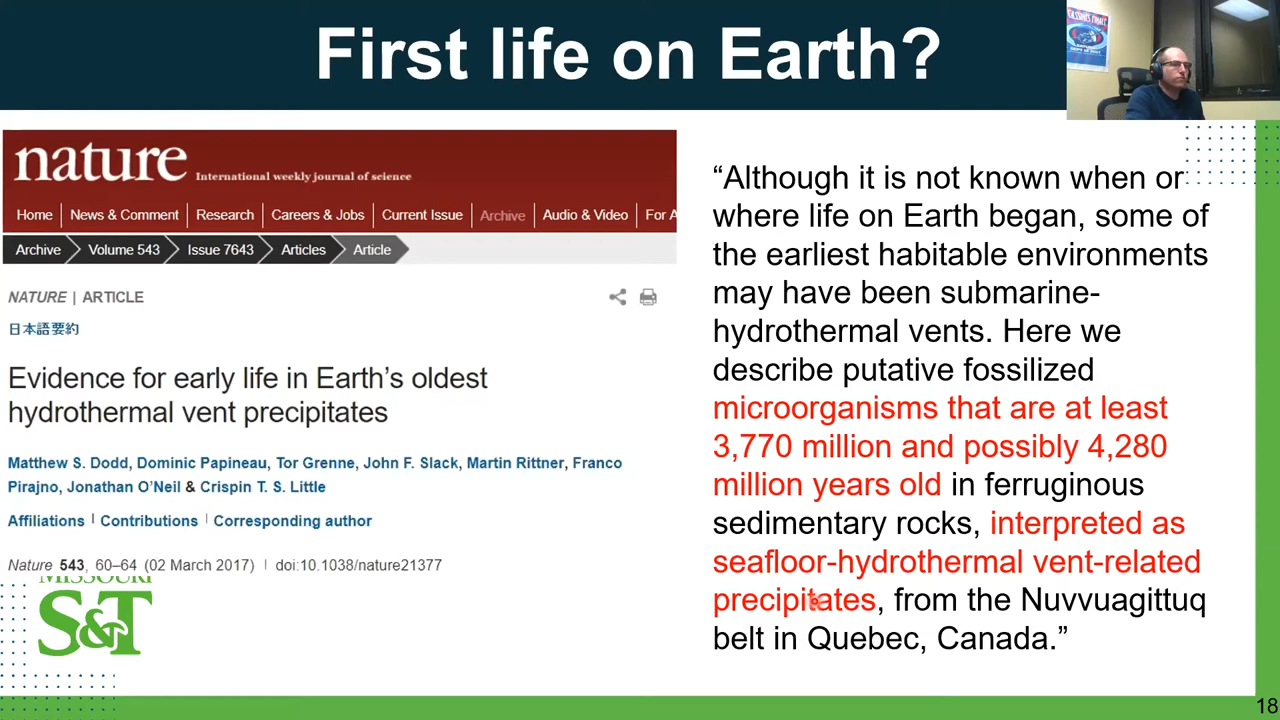 First life on Earth?
nature International weekly journal of science
Home News & Comment Research Careers & Jobs Current Issue Archive Audio & Video For A
Archive Volume 543 Issue 7643 Articles Article
NATURE | ARTICLE
日本語要約
Evidence for early life in Earth's oldest
hydrothermal vent precipitates
Matthew S. Dodd, Dominic Papineau, Tor Grenne, John F. Slack, Martin Rittner, Franco
Pirajno, Jonathan O'Neil & Crispin T. S. Little
Affiliations Contributions Corresponding author
Nature 543, 60–64 (02 March 2017) doi:10.1038/nature21377
MISSOURI
S&T
“Although it is not known when or
where life on Earth began, some of
the earliest habitable environments
may have been submarine-
hydrothermal vents. Here we
describe putative fossilized
microorganisms that are at least
3,770 million and possibly 4,280
million years old in ferruginous
sedimentary rocks, interpreted as
seafloor-hydrothermal vent-related
precipitates, from the Nuvvuagittuq
belt in Quebec, Canada.”
18